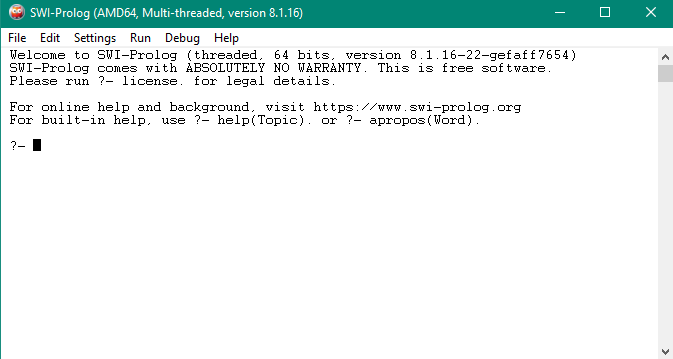 SWI-Prolog (AMD64, Multi-threaded, version 8.1.16)
File Edit Settings Run Debug Help
Welcome to SWI-Prolog (threaded, 64 bits, version 8.1.16-22-gefaff7654)
SWI-Prolog comes with ABSOLUTELY NO WARRANTY. This is free software.
Please run ?- license. for legal details.
For online help and background, visit https://www.swi-prolog.org
For built-in help, use ?- help(Topic). or ?- apropos(Word).
?-